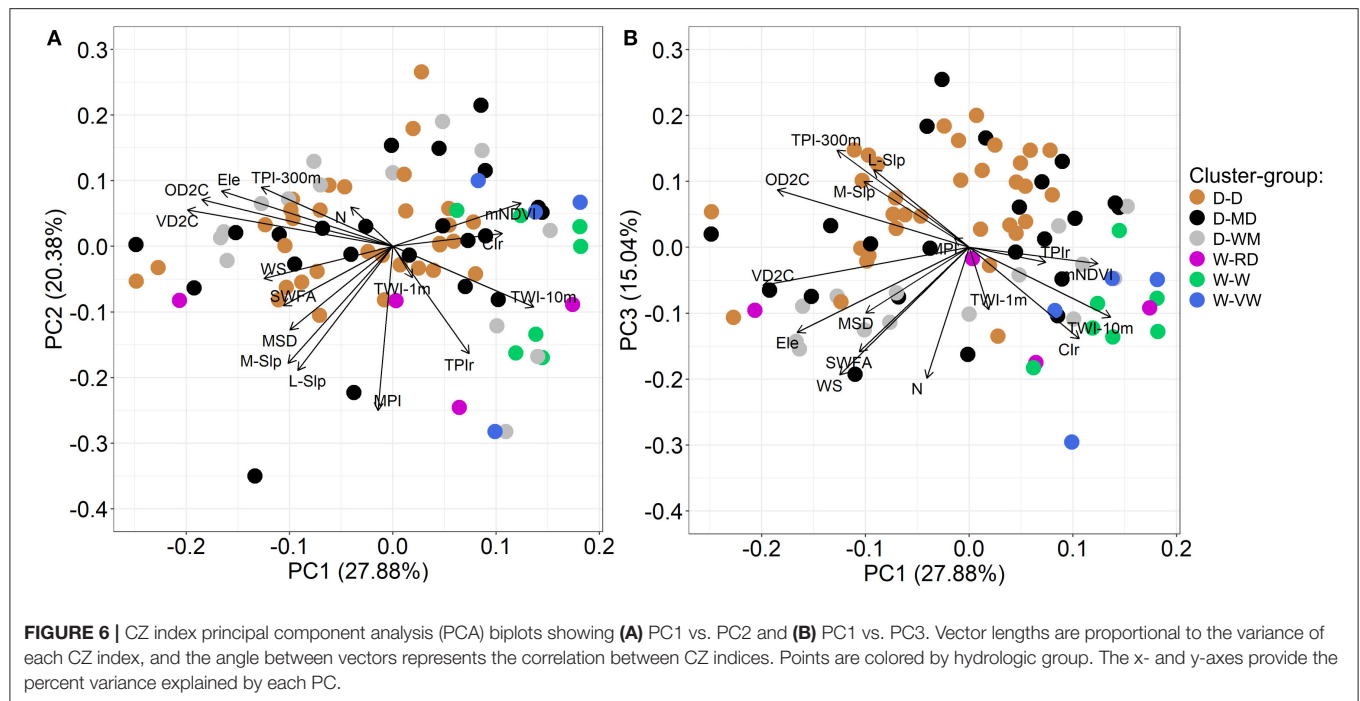 A
0.3
0.2
0.1
0.0
-0.1
-0.2
-0.3
-0.4
PC2 (20.38%)
-0.2
-0.1
0.0
0.1
0.2
PC1 (27.88%)
Ele
TPI-300m
OD2C
VD2C
N
mNDVI
Clr
WS
SWFA
TWI-1m
TWI-10m
MSD
M-Slp
L-Slp
TPIr
MPI
B
0.3
0.2
0.1
0.0
-0.1
-0.2
-0.3
-0.4
PC3 (15.04%)
-0.2
-0.1
0.0
0.1
0.2
PC1 (27.88%)
TPI-300m
L-Slp
OD2C
M-Slp
MPI
TPIr
mNDVI
VD2C
TWI-1m
MSD
TWI-10m
Ele
Clr
SWFA
WS
N
Cluster-group:
D-D
D-MD
D-WM
W-RD
W-W
W-VW
FIGURE 6 | CZ index principal component analysis (PCA) biplots showing (A) PC1 vs. PC2 and (B) PC1 vs. PC3. Vector lengths are proportional to the variance of
each CZ index, and the angle between vectors represents the correlation between CZ indices. Points are colored by hydrologic group. The x- and y-axes provide the
percent variance explained by each PC.